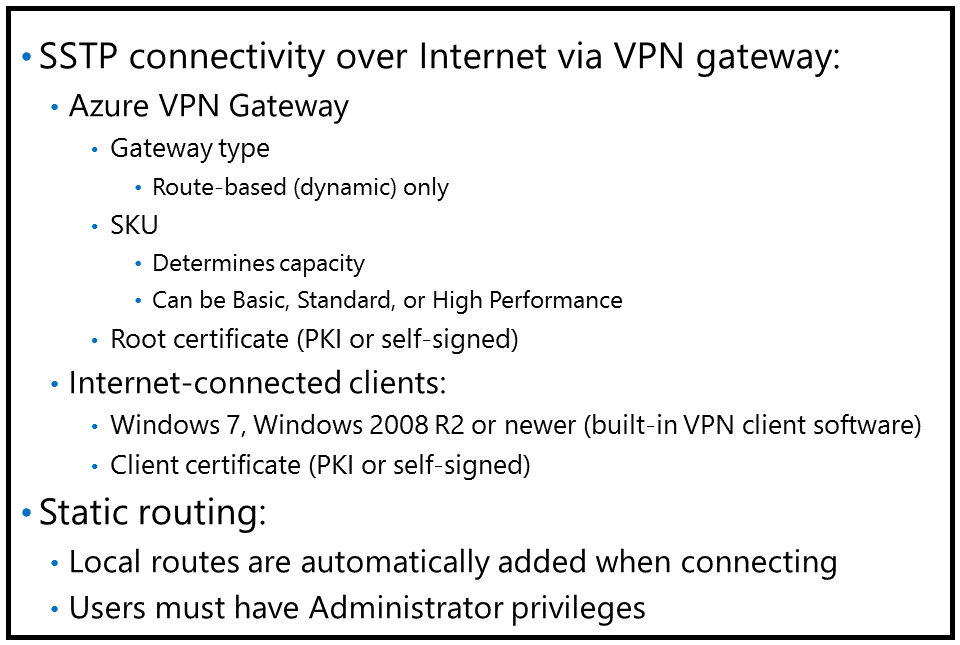 • SSTP connectivity over Internet via VPN gateway:
• Azure VPN Gateway
• Gateway type
• Route-based (dynamic) only
• SKU
• Determines capacity
• Can be Basic, Standard, or High Performance
• Root certificate (PKI or self-signed)
• Internet-connected clients:
• Windows 7, Windows 2008 R2 or newer (built-in VPN client software)
• Client certificate (PKI or self-signed)
• Static routing:
• Local routes are automatically added when connecting
• Users must have Administrator privileges